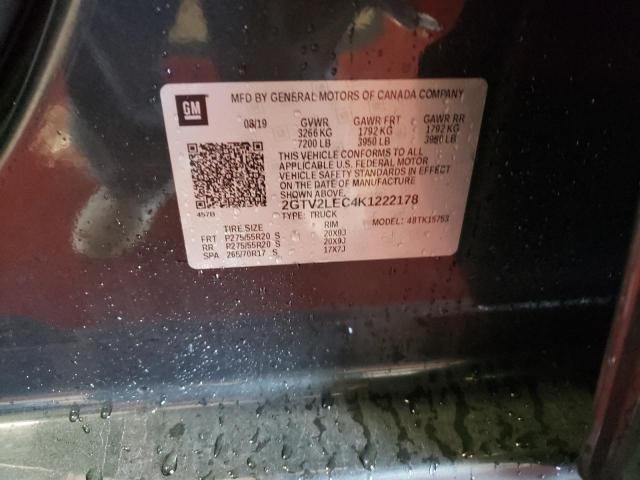 GM
MFD BY GENERAL MOTORS OF CANADA COMPANY
08/19 GVWR GAWR FRT GAWR RR
3266 KG 1792 KG 1792 KG
7200 LB 3950 LB 3950 LB
THIS VEHICLE CONFORMS TO ALL
APPLICABLE U.S. FEDERAL MOTOR
VEHICLE SAFETY STANDARDS IN EFFECT
ON THE DATE OF MANUFACTURE
SHOWN ABOVE.
2GTV2LEC4K1222178
457B TYPE: TRUCK MODEL: 48TK15753
TIRE SIZE RIM
FRT P275/55R20 S 20X9J
RR P275/55R20 S 20X9J
SPA 265/70R17 S 17X7J